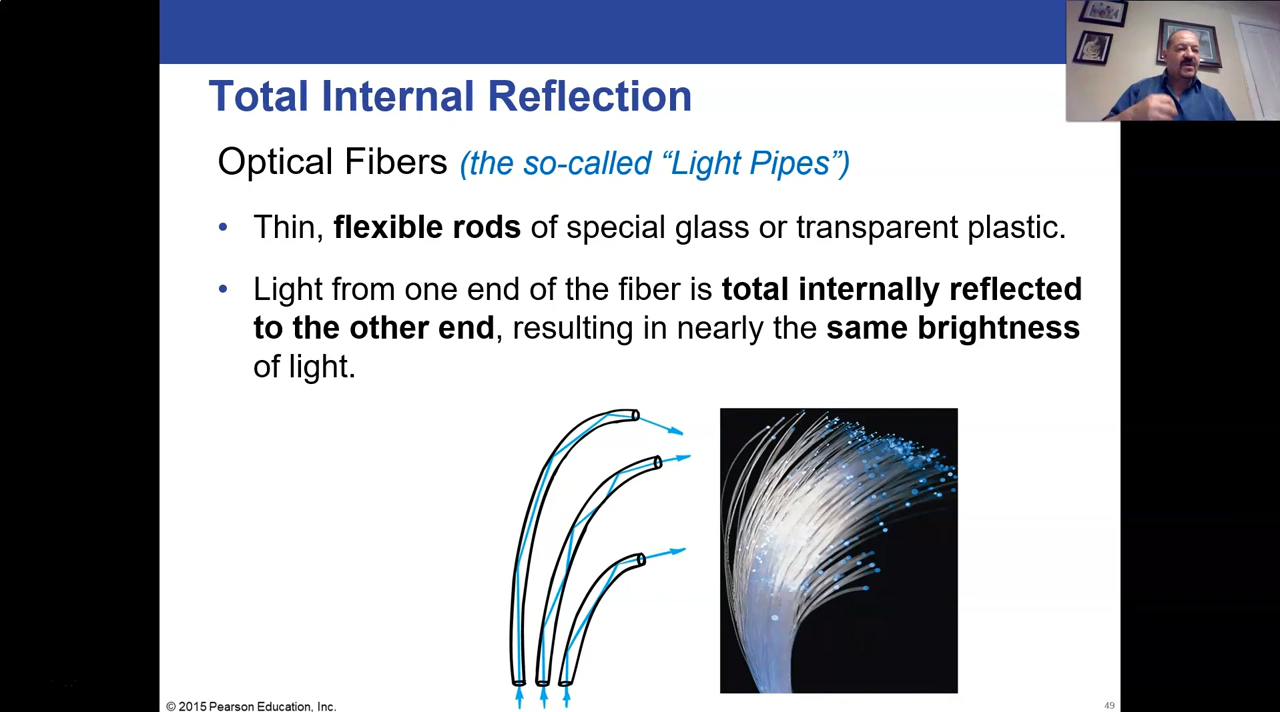 Total Internal Reflection
Optical Fibers (the so-called “Light Pipes”)
• Thin, flexible rods of special glass or transparent plastic.
• Light from one end of the fiber is total internally reflected
to the other end, resulting in nearly the same brightness
of light.
© 2015 Pearson Education, Inc.
49